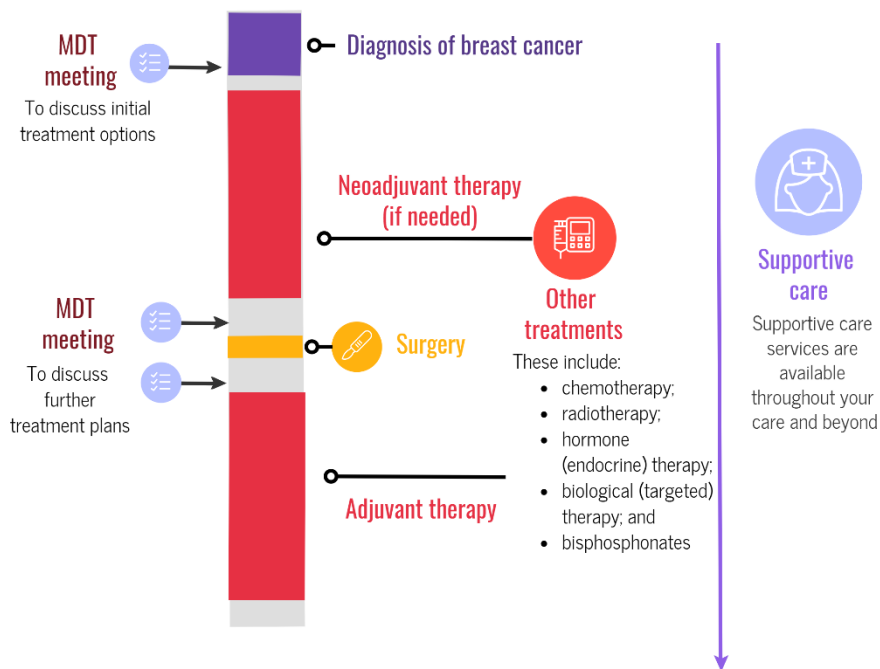 MDT
meeting
To discuss initial
treatment options
Diagnosis of breast cancer
Neoadjuvant therapy
(if needed)
MDT
meeting
To discuss
further
treatment plans
Surgery
Adjuvant therapy
Other
treatments
These include:
• chemotherapy;
• radiotherapy;
• hormone
(endocrine) therapy;
• biological (targeted)
therapy; and
• bisphosphonates
Supportive
care
Supportive care
services are
available
throughout your
care and beyond